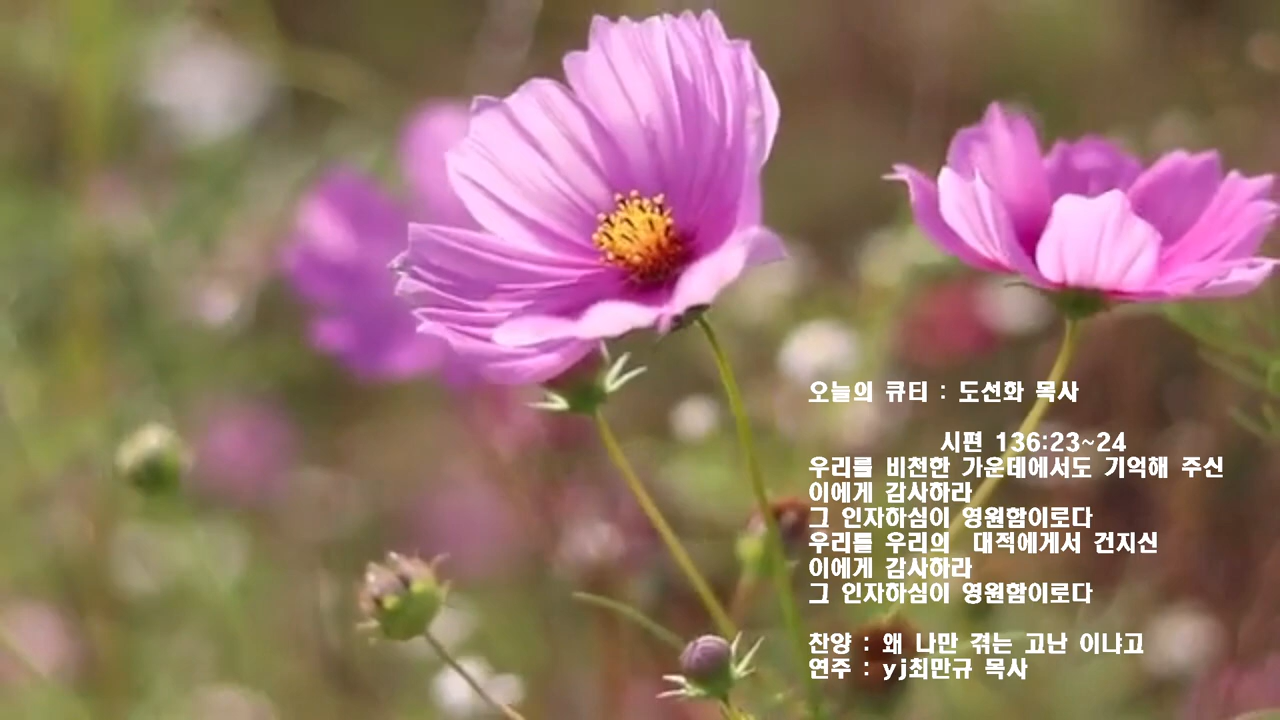 오늘의 큐티 : 도선화 목사
시편 136:23~24
우리를 비천한 가운데에서도 기억해 주신
이에게 감사하라
그 인자하심이 영원함이로다
우리를 우리의 대적에게서 건지신
이에게 감사하라
그 인자하심이 영원함이로다
찬양 : 왜 나만 겪는 고난 이냐고
연주 : yj최만규 목사